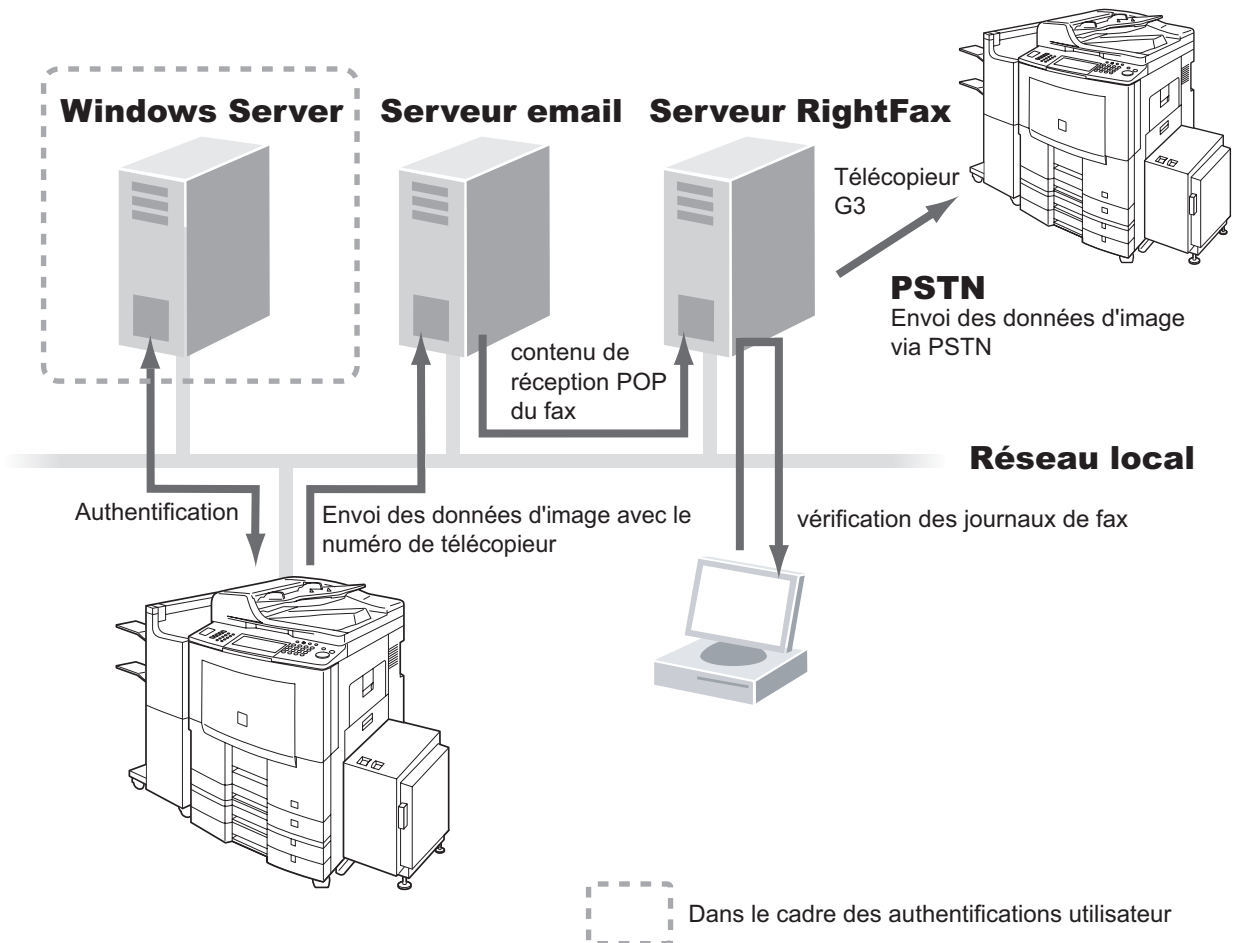 Windows Server
Serveur email
Serveur RightFax
Télécopieur
G3
PSTN
Envoi des données d'image
via PSTN
contenu de
réception POP
du fax
Réseau local
Authentification
Envoi des données d'image avec le
numéro de télécopieur
vérification des journaux de fax
Dans le cadre des authentifications utilisateur